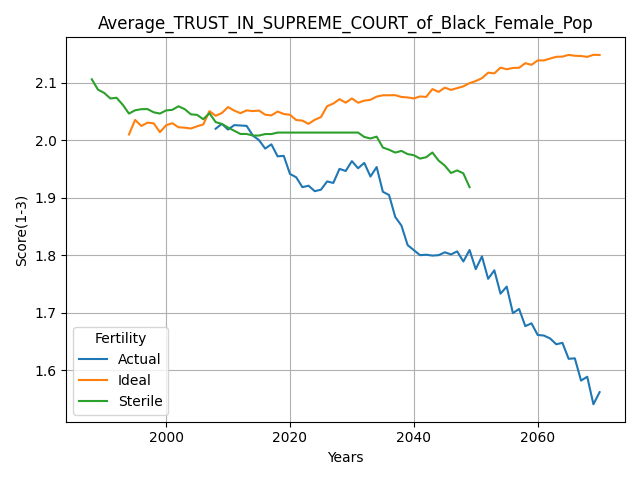 Average_TRUST_IN_SUPREME_COURT_of_Black_Female_Pop
Score(1-3)
2.1
2.0
1.9
1.8
1.7
1.6
Fertility
Actual
Ideal
Sterile
2000 2020 2040 2060
Years